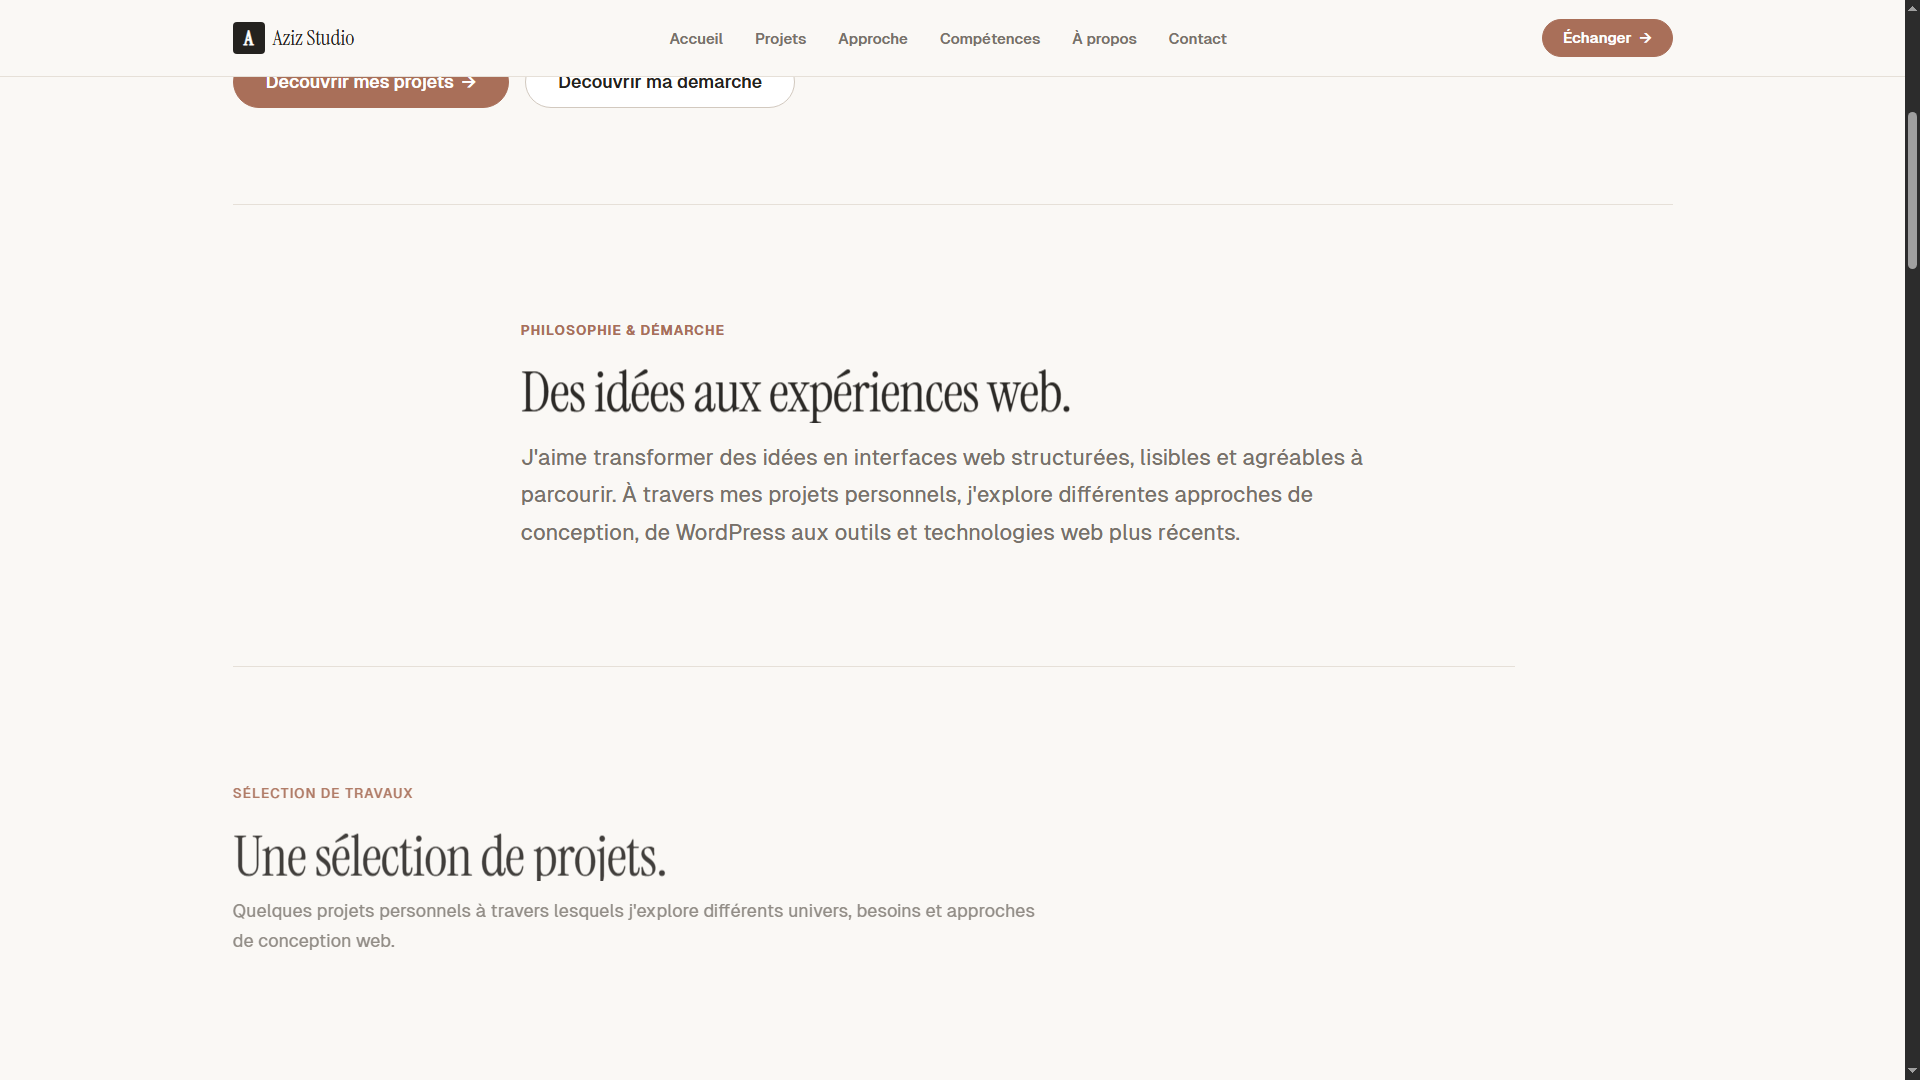 A Aziz Studio
Accueil Projets Approche Compétences À propos Contact
Échanger →
Découvrir mes projets →
Découvrir ma démarche
PHILOSOPHIE & DÉMARCHE
Des idées aux expériences web.
J'aime transformer des idées en interfaces web structurées, lisibles et agréables à
parcourir. À travers mes projets personnels, j'explore différentes approches de
conception, de WordPress aux outils et technologies web plus récents.
SÉLECTION DE TRAVAUX
Une sélection de projets.
Quelques projets personnels à travers lesquels j'explore différents univers, besoins et approches
de conception web.